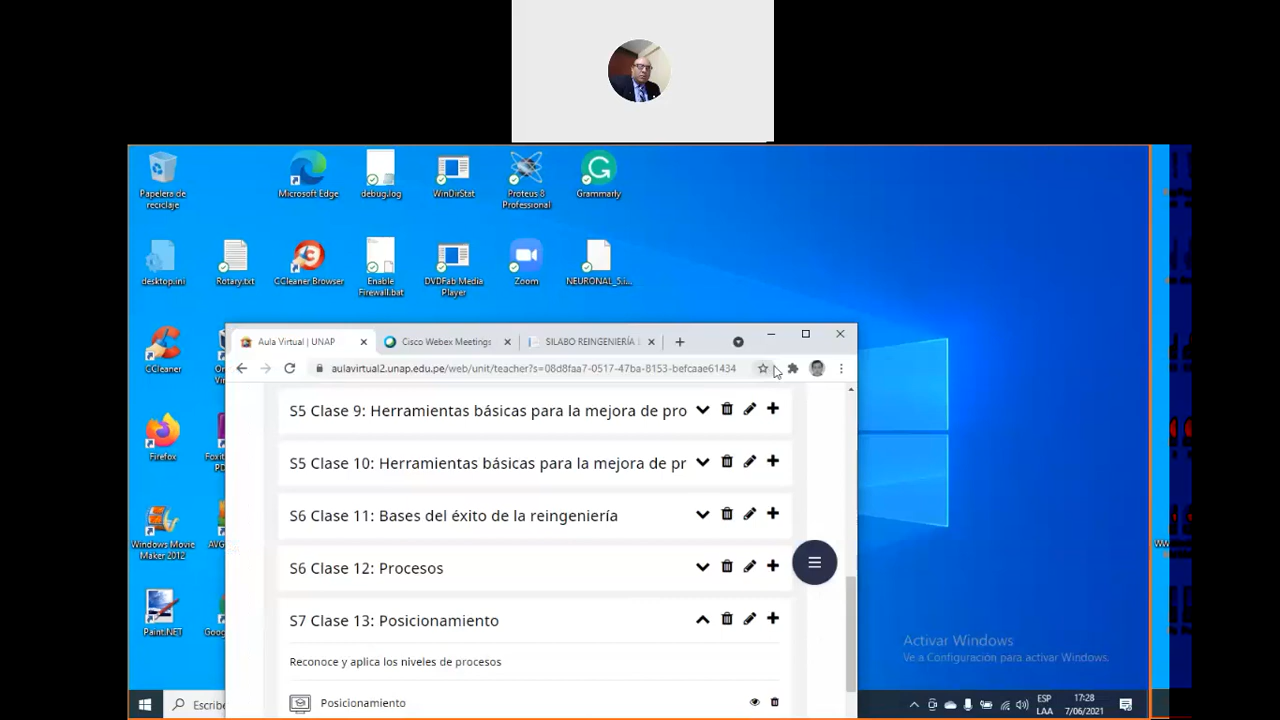 Papelera de
reciclaje
Microsoft Edge
debug.log
WinDirStat
Proteus 8
Professional
Grammarly
desktop.ini
Rotary.txt
CCleaner Browser
Enable
Firewall.bat
DVDFab Media
Player
Zoom
NEURONAL_5.i...
CCleaner
Firefox
Windows Movie
Maker 2012
Paint.NET
Aula Virtual | UNAP
Cisco Webex Meetings
SILABO REINGENIERÍA
aulavirtual2.unap.edu.pe/web/unit/teacher?s=08d8faa7-0517-47ba-8153-befcaae61434
S5 Clase 9: Herramientas básicas para la mejora de pro
S5 Clase 10: Herramientas básicas para la mejora de pr
S6 Clase 11: Bases del éxito de la reingeniería
S6 Clase 12: Procesos
S7 Clase 13: Posicionamiento
Reconoce y aplica los niveles de procesos
Posicionamiento
Activar Windows
Ve a Configuración para activar Windows.
Escribe
ESP
LAA
17:28
7/06/2021